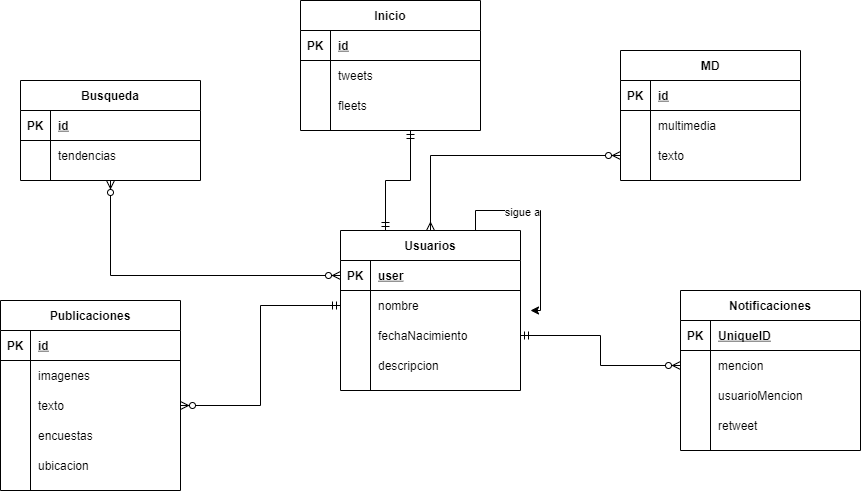 Inicio
PK id
tweets
fleets
MD
PK id
multimedia
texto
Busqueda
PK id
tendencias
sigue a
Usuarios
PK user
nombre
fechaNacimiento
descripcion
Publicaciones
PK id
imagenes
texto
encuestas
ubicacion
Notificaciones
PK UniqueID
mencion
usuarioMencion
retweet